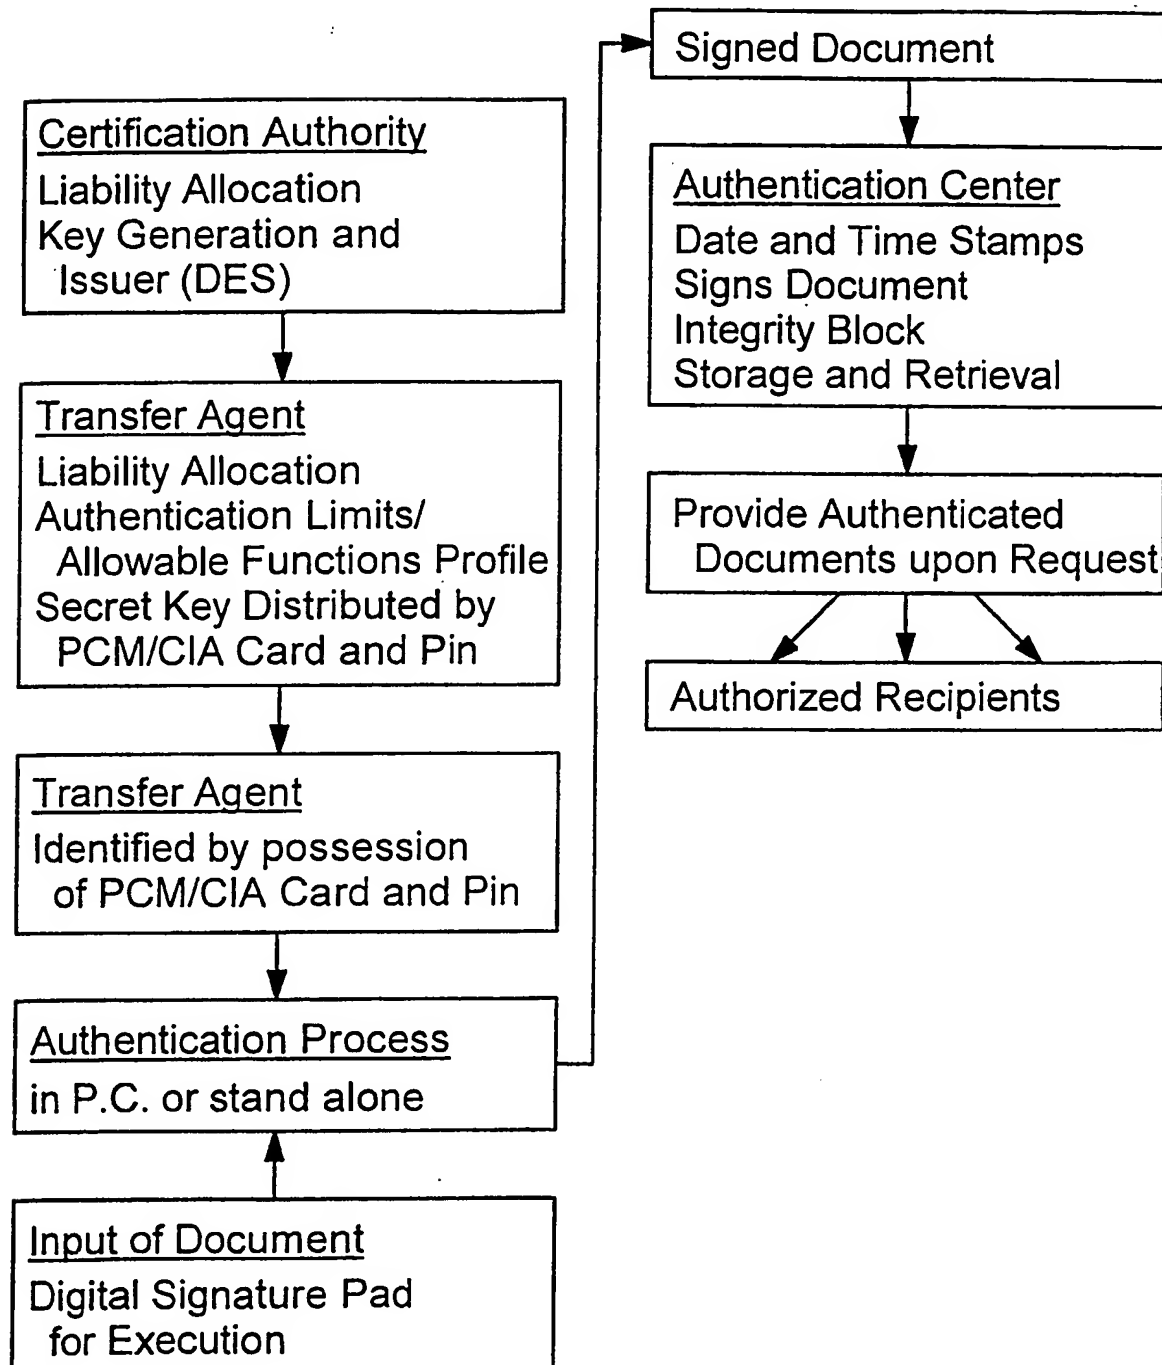 Certification Authority
Liability Allocation
Key Generation and
Issuer (DES)
Transfer Agent
Liability Allocation
Authentication Limits/
Allowable Functions Profile
Secret Key Distributed by
PCM/CIA Card and Pin
Transfer Agent
Identified by possession
of PCM/CIA Card and Pin
Authentication Process
in P.C. or stand alone
Input of Document
Digital Signature Pad
for Execution
Signed Document
Authentication Center
Date and Time Stamps
Signs Document
Integrity Block
Storage and Retrieval
Provide Authenticated
Documents upon Request
Authorized Recipients